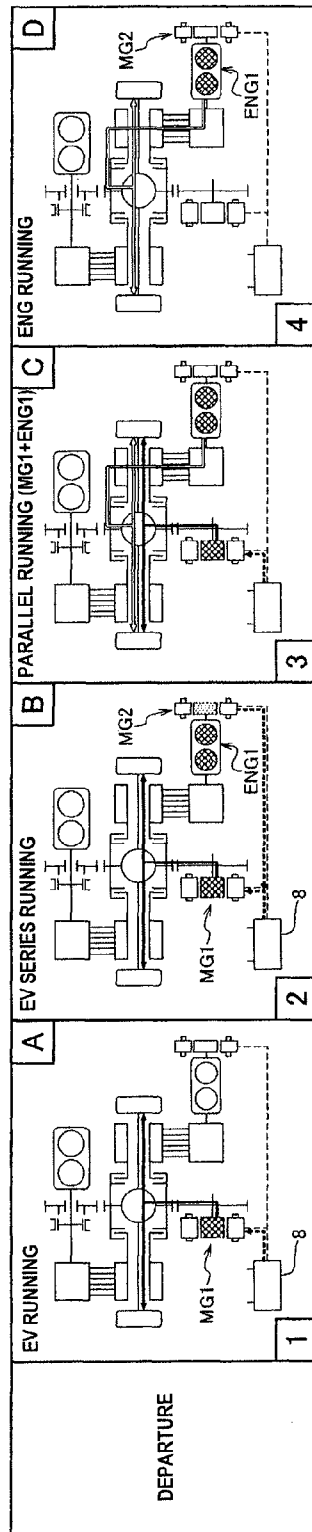 DEPARTURE
EV RUNNING
A
MG1
8
1
EV SERIES RUNNING
B
MG2
ENG1
MG1
8
2
PARALLEL RUNNING (MG1+ENG1)
C
3
ENG RUNNING
D
MG2
ENG1
4